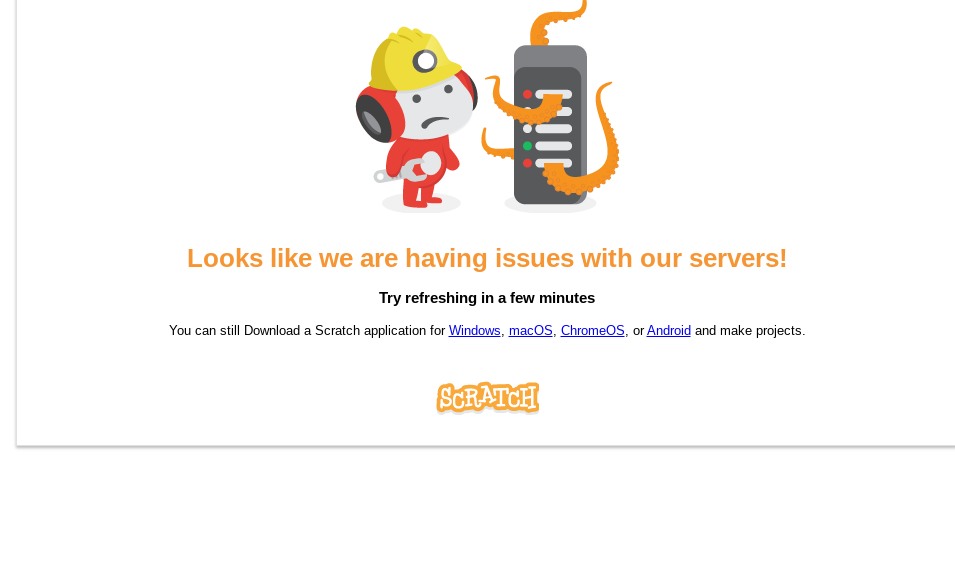 Looks like we are having issues with our servers!
Try refreshing in a few minutes
You can still Download a Scratch application for Windows, macOS, ChromeOS, or Android and make projects.
SCRATCH